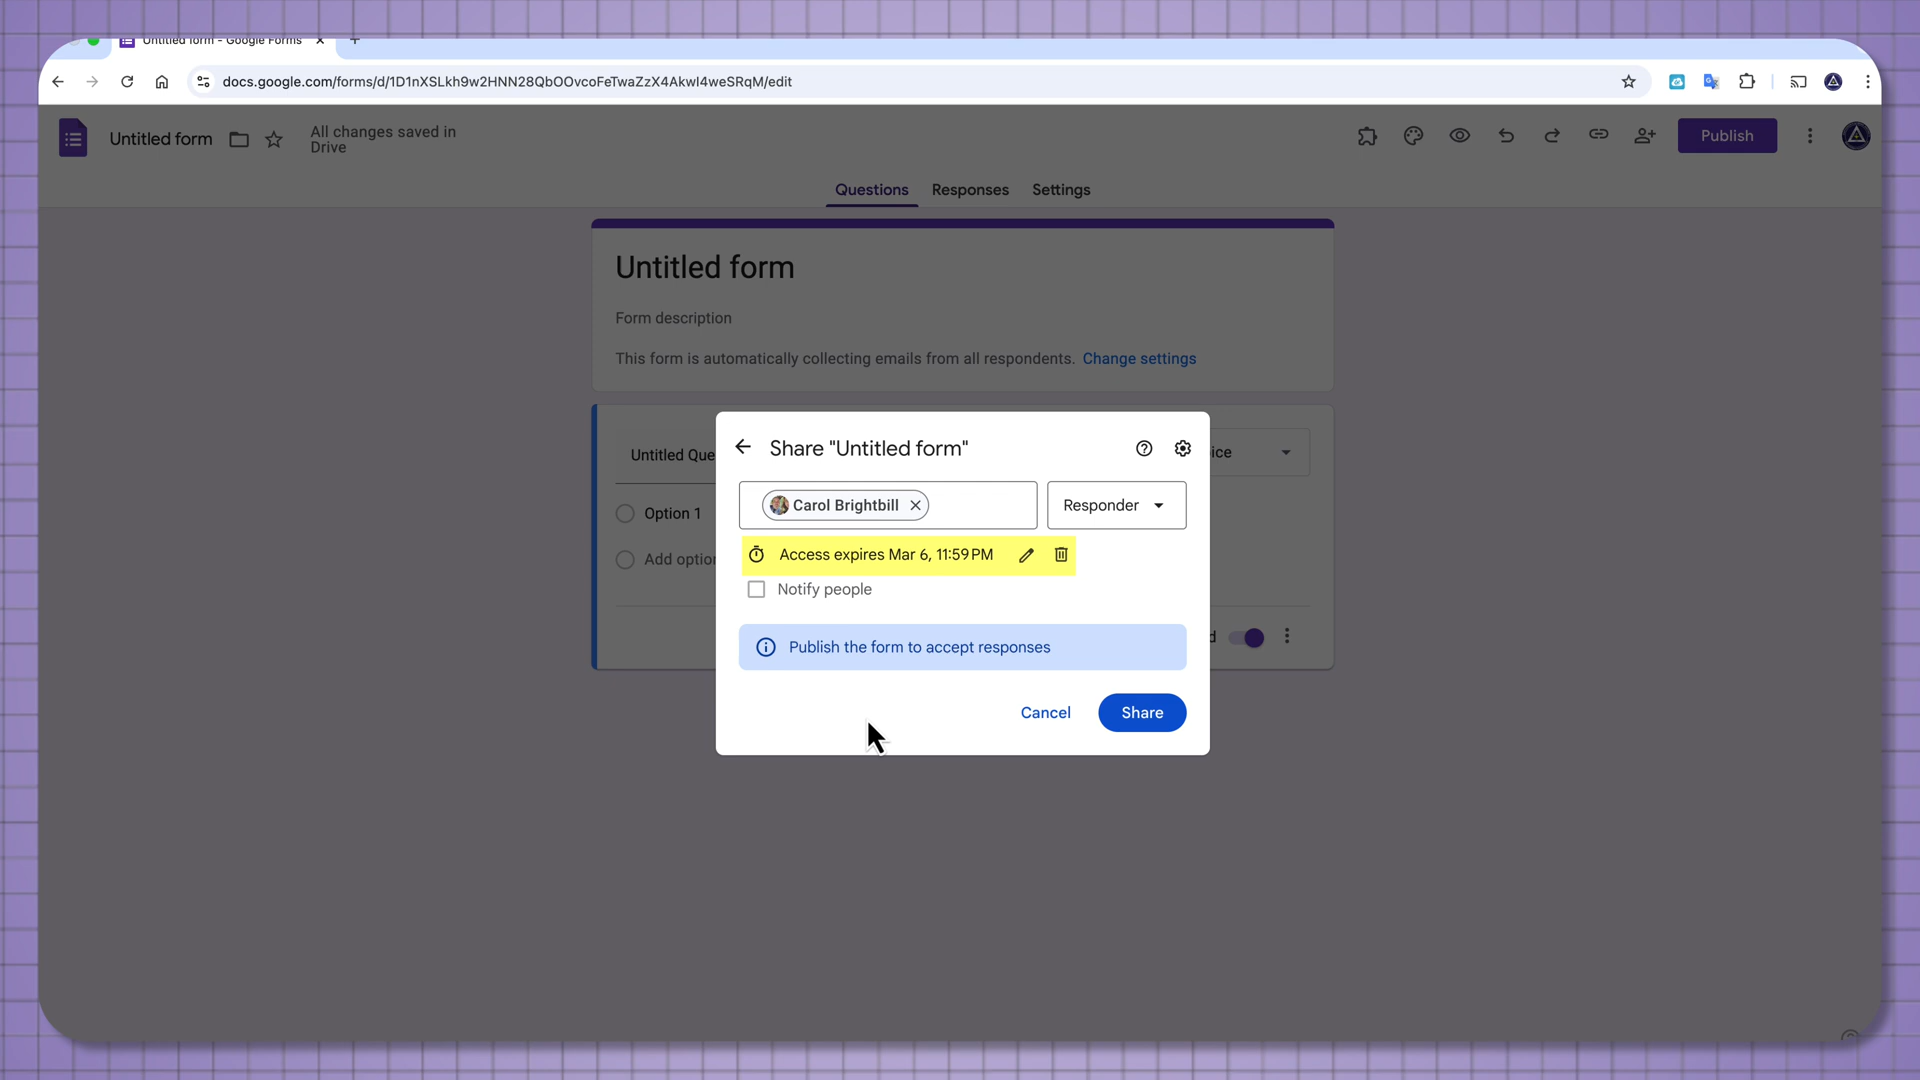 Untitled form - Google Forms
docs.google.com/forms/d/1D1nXSLkh9w2HNN28QbOOvcoFeTwaZzX4AkwI4weSRqM/edit
Untitled form
All changes saved in
Drive
Publish
Questions Responses Settings
Untitled form
Form description
This form is automatically collecting emails from all respondents. Change settings
Share "Untitled form"
Untitled Que
ice
Carol Brightbill
Responder
Option 1
Access expires Mar 6, 11:59 PM
Add option
Notify people
d
Publish the form to accept responses
Cancel
Share